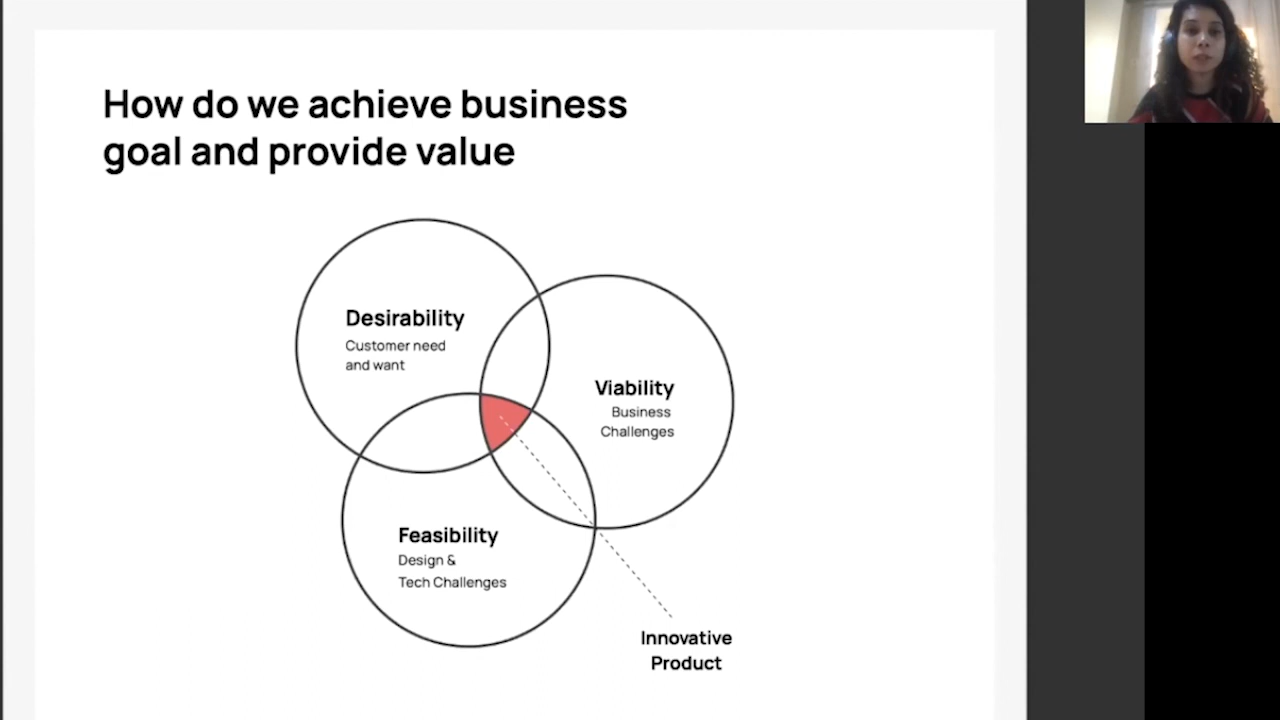 How do we achieve business
goal and provide value
Desirability
Customer need
and want
Viability
Business
Challenges
Feasibility
Design &
Tech Challenges
Innovative
Product